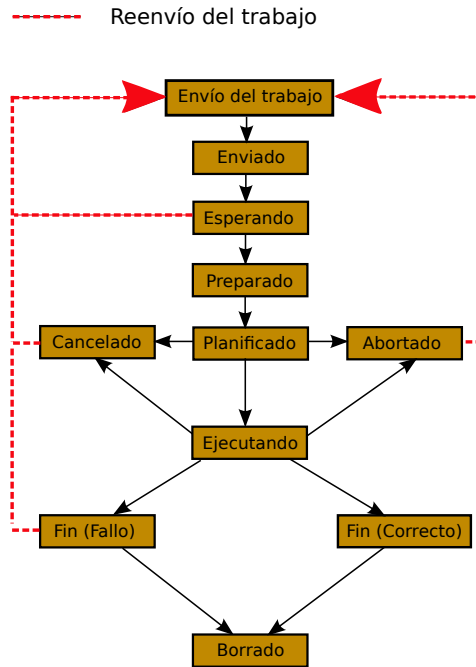 Reenvío del trabajo
Envío del trabajo
Enviado
Esperando
Preparado
Cancelado
Planificado
Abortado
Ejecutando
Fin (Fallo)
Fin (Correcto)
Borrado